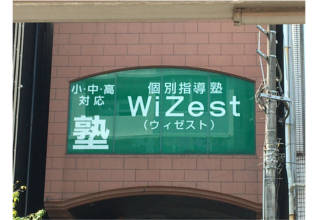 小・中・高
対応
塾
個別指導塾
WiZest
(ウィゼスト)